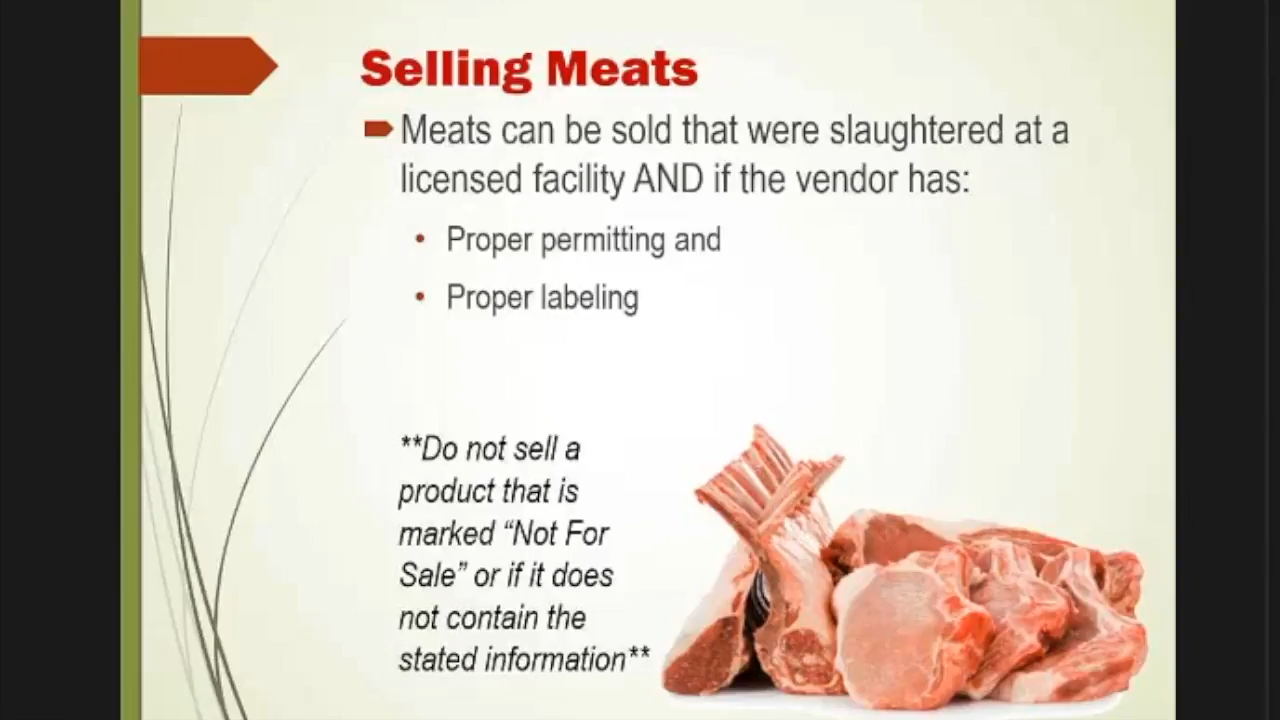 Selling Meats
Meats can be sold that were slaughtered at a
licensed facility AND if the vendor has:
• Proper permitting and
• Proper labeling
**Do not sell a
product that is
marked “Not For
Sale” or if it does
not contain the
stated information**